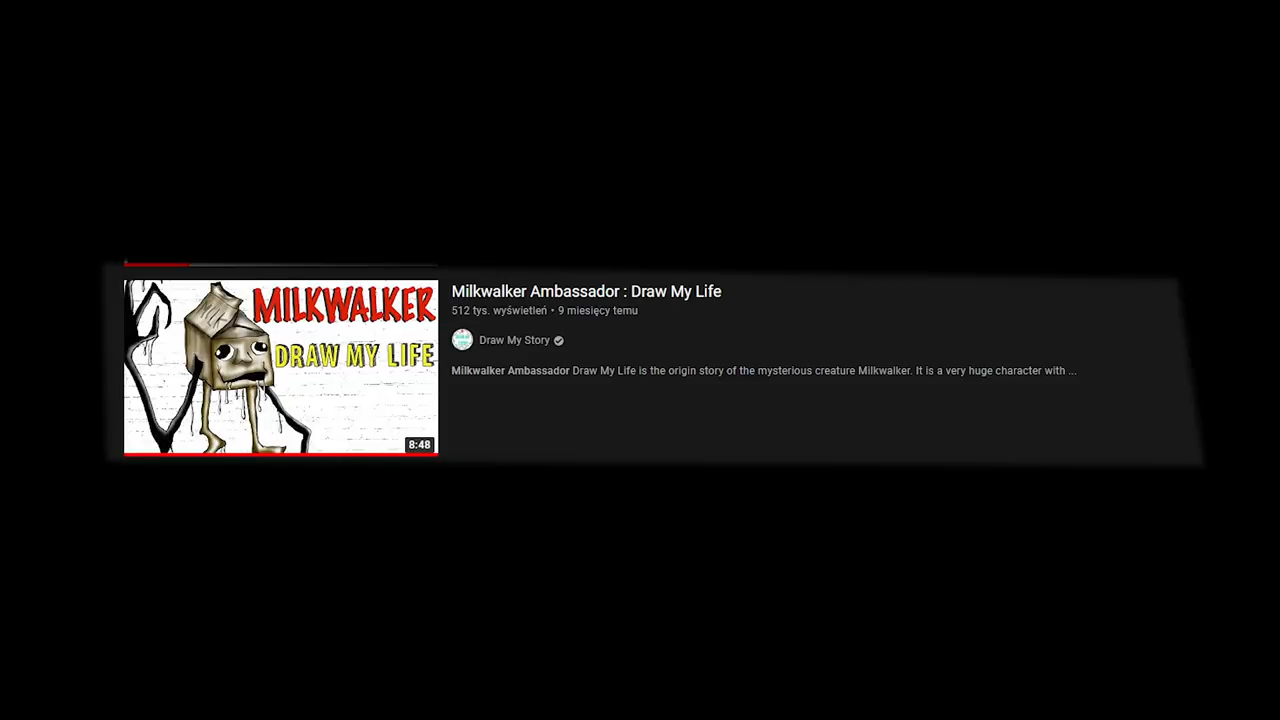 MILKWALKER
DRAW MY LIFE
MILK
8:48
Milkwalker Ambassador : Draw My Life
512 tys. wyświetleń • 9 miesięcy temu
Draw My Story
Milkwalker Ambassador Draw My Life is the origin story of the mysterious creature Milkwalker. It is a very huge character with ...